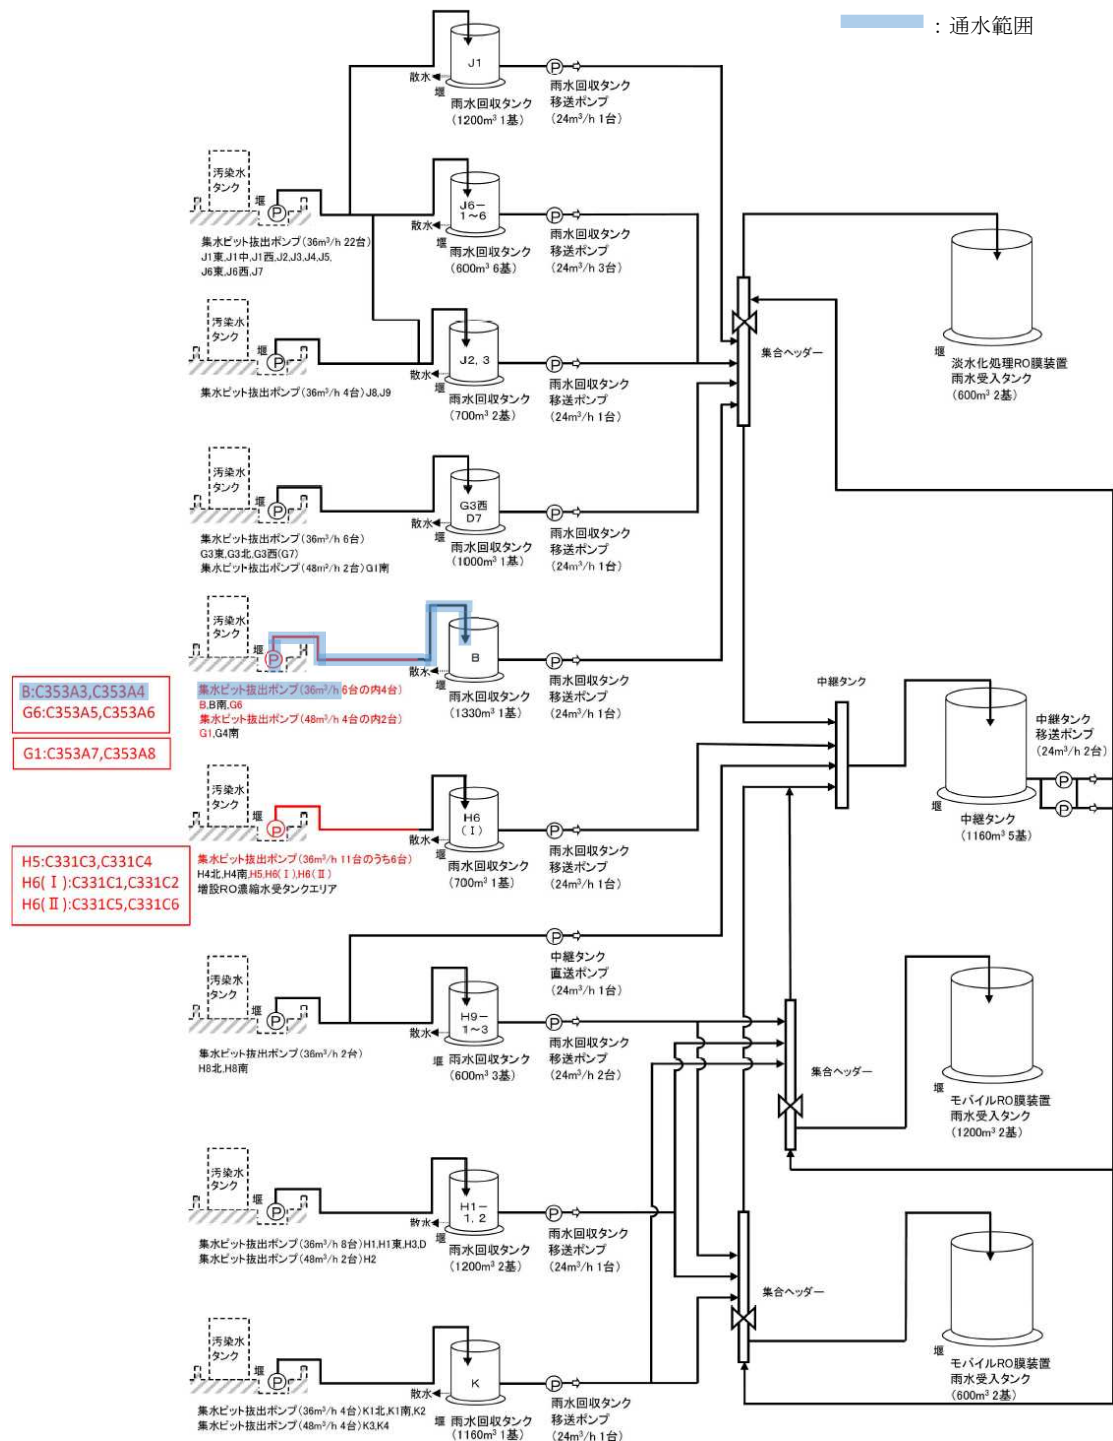 ：通水範囲
J1
散水
堰
雨水回収タンク
(1200m³ 1基)
P
雨水回収タンク
移送ポンプ
(24m³/h 1台)
汚染水
タンク
堰
P
集水ピット抜出ポンプ(36m³/h 22台)
J1東,J1中,J1西,J2,J3,J4,J5,
J6東,J6西,J7
J6－
1～6
散水
堰
雨水回収タンク
(600m³ 6基)
P
雨水回収タンク
移送ポンプ
(24m³/h 3台)
集合ヘッダー
堰
淡水化処理RO膜装置
雨水受入タンク
(600m³ 2基)
汚染水
タンク
堰
P
集水ピット抜出ポンプ(36m³/h 4台)J8,J9
J2, 3
散水
堰
雨水回収タンク
(700m³ 2基)
P
雨水回収タンク
移送ポンプ
(24m³/h 1台)
汚染水
タンク
堰
P
集水ピット抜出ポンプ(36m³/h 6台)
G3東,G3北,G3西(G7)
集水ピット抜出ポンプ(48m³/h 2台)G1南
G3西
D7
散水
堰
雨水回収タンク
(1000m³ 1基)
P
雨水回収タンク
移送ポンプ
(24m³/h 1台)
汚染水
タンク
堰
P
B:C353A3,C353A4
G6:C353A5,C353A6
G1:C353A7,C353A8
集水ピット抜出ポンプ(36m³/h 6台の内4台)
B,B南,G6
集水ピット抜出ポンプ(48m³/h 4台の内2台)
G1,G4南
B
散水
堰
雨水回収タンク
(1330m³ 1基)
P
雨水回収タンク
移送ポンプ
(24m³/h 1台)
中継タンク
中継タンク
移送ポンプ
(24m³/h 2台)
P
P
堰
中継タンク
(1160m³ 5基)
汚染水
タンク
堰
P
H5:C331C3,C331C4
H6(Ⅰ):C331C1,C331C2
H6(Ⅱ):C331C5,C331C6
集水ピット抜出ポンプ(36m³/h 11台のうち6台)
H4北,H4南,H5,H6(Ⅰ),H6(Ⅱ)
増設RO濃縮水受タンクエリア
H6
(Ⅰ)
散水
堰
雨水回収タンク
(700m³ 1基)
P
雨水回収タンク
移送ポンプ
(24m³/h 1台)
P
中継タンク
直送ポンプ
(24m³/h 1台)
汚染水
タンク
堰
P
集水ピット抜出ポンプ(36m³/h 2台)
H8北,H8南
H9－
1～3
散水
堰
雨水回収タンク
(600m³ 3基)
P
雨水回収タンク
移送ポンプ
(24m³/h 2台)
集合ヘッダー
堰
モバイルRO膜装置
雨水受入タンク
(1200m³ 2基)
汚染水
タンク
堰
P
集水ピット抜出ポンプ(36m³/h 8台)H1,H1東,H3,D
集水ピット抜出ポンプ(48m³/h 2台)H2
H1－
1, 2
散水
堰
雨水回収タンク
(1200m³ 2基)
P
雨水回収タンク
移送ポンプ
(24m³/h 1台)
集合ヘッダー
堰
モバイルRO膜装置
雨水受入タンク
(600m³ 2基)
汚染水
タンク
堰
P
集水ピット抜出ポンプ(36m³/h 4台)K1北,K1南,K2
集水ピット抜出ポンプ(48m³/h 4台)K3,K4
K
散水
堰
雨水回収タンク
(1160m³ 1基)
P
雨水回収タンク
移送ポンプ
(24m³/h 1台)